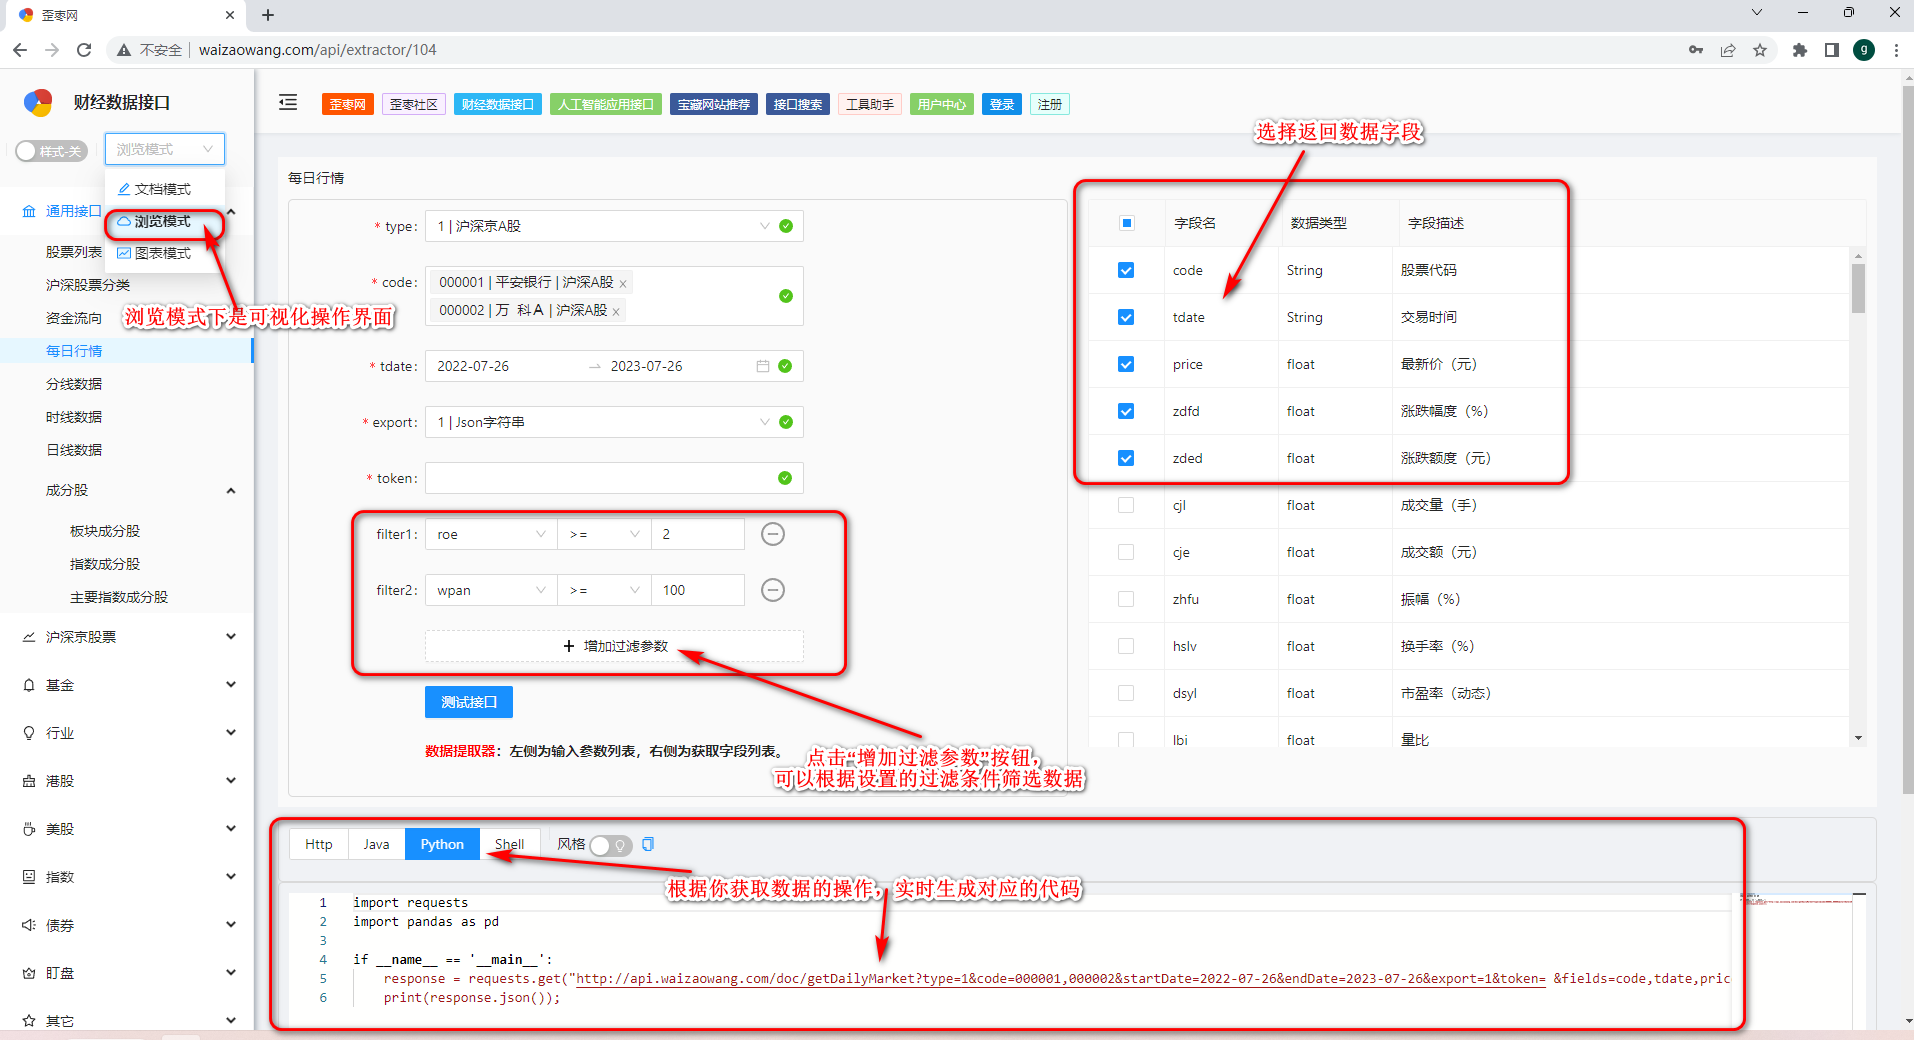 歪枣网
不安全 waizaowang.com/api/extractor/104
g
财经数据接口
歪枣网 歪枣社区 财经数据接口 人工智能应用接口 宝藏网站推荐 接口搜索 工具助手 用户中心 登录 注册
样式-关 浏览模式
文档模式
浏览模式
图表模式
浏览模式下是可视化操作界面
通用接口
股票列表
沪深股票分类
资金流向
每日行情
分线数据
时线数据
日线数据
成分股
板块成分股
指数成分股
主要指数成分股
沪深京股票
基金
行业
港股
美股
指数
债券
盯盘
其它
每日行情
* type: 1 | 沪深京A股
* code: 000001 | 平安银行 | 沪深A股 x
000002 | 万 科Ａ | 沪深A股 x
* tdate: 2022-07-26 → 2023-07-26
* export: 1 | Json字符串
* token:
filter1: roe >= 2
filter2: wpan >= 100
+ 增加过滤参数
测试接口
数据提取器：左侧为输入参数列表，右侧为获取字段列表。
点击“增加过滤参数”按钮，
可以根据设置的过滤条件筛选数据
选择返回数据字段
字段名 数据类型 字段描述
code String 股票代码
tdate String 交易时间
price float 最新价（元）
zdfd float 涨跌幅度（%）
zded float 涨跌额度（元）
cjl float 成交量（手）
cje float 成交额（元）
zhfu float 振幅（%）
hslv float 换手率（%）
dsyl float 市盈率（动态）
lbi float 量比
Http Java Python Shell 风格
根据你获取数据的操作，实时生成对应的代码
1 import requests
2 import pandas as pd
3
4 if __name__ == '__main__':
5 response = requests.get("http://api.waizaowang.com/doc/getDailyMarket?type=1&code=000001,000002&startDate=2022-07-26&endDate=2023-07-26&export=1&token= &fields=code,tdate,pric
6 print(response.json());